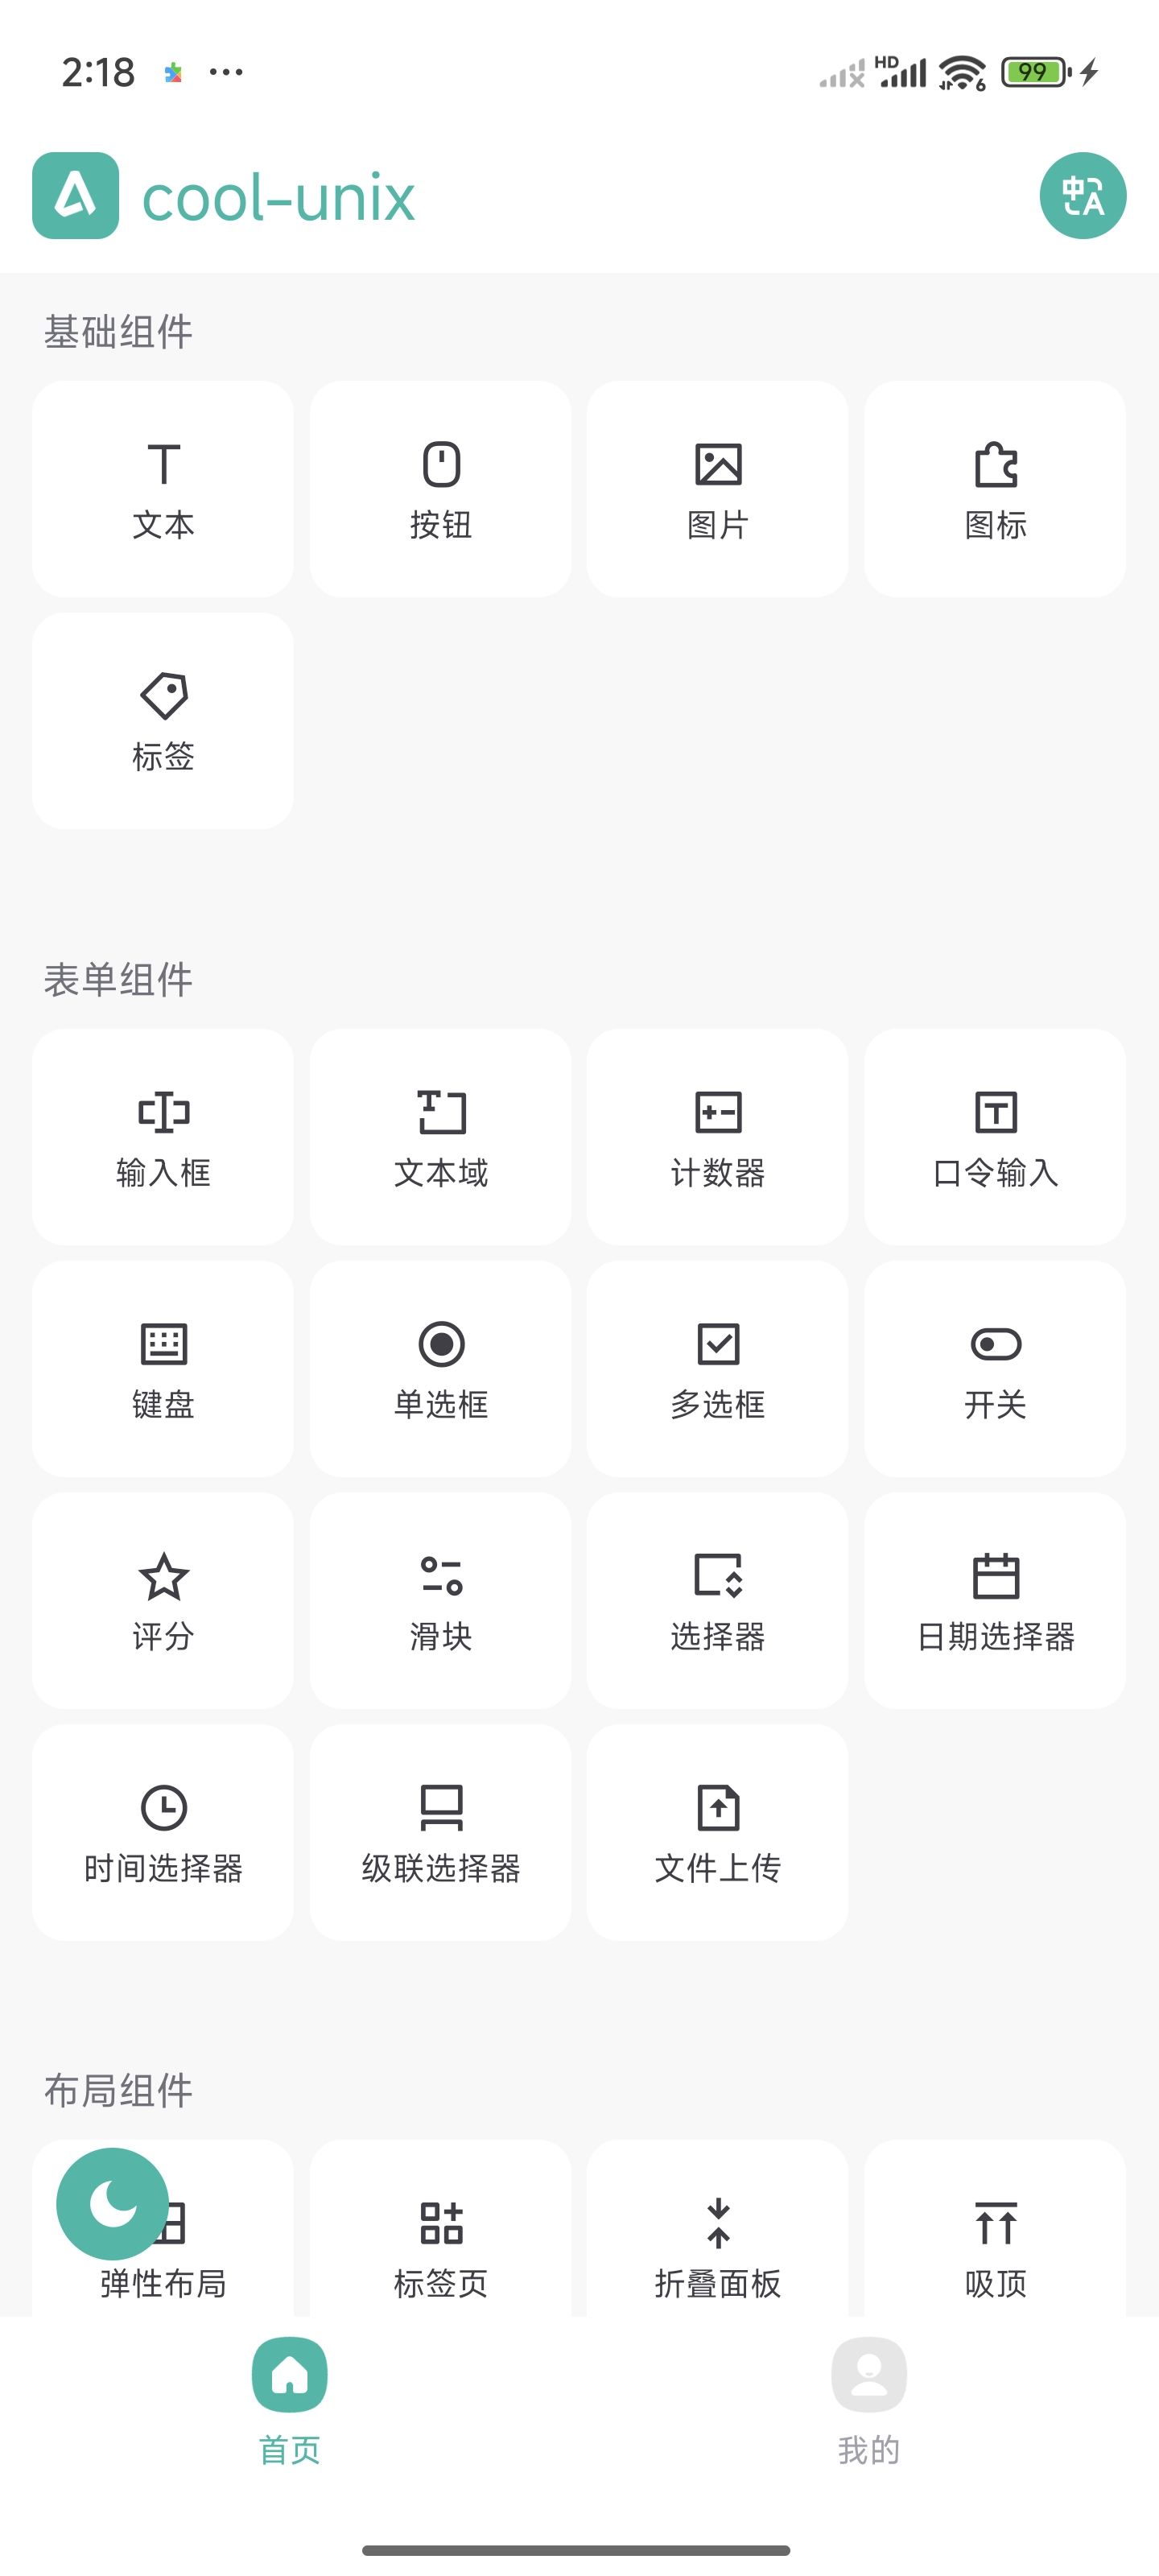 2:18 HD 6 99
cool-unix
中A
基础组件
文本 按钮 图片 图标
标签
表单组件
输入框 文本域 计数器 口令输入
键盘 单选框 多选框 开关
评分 滑块 选择器 日期选择器
时间选择器 级联选择器 文件上传
布局组件
弹性布局 标签页 折叠面板 吸顶
首页 我的